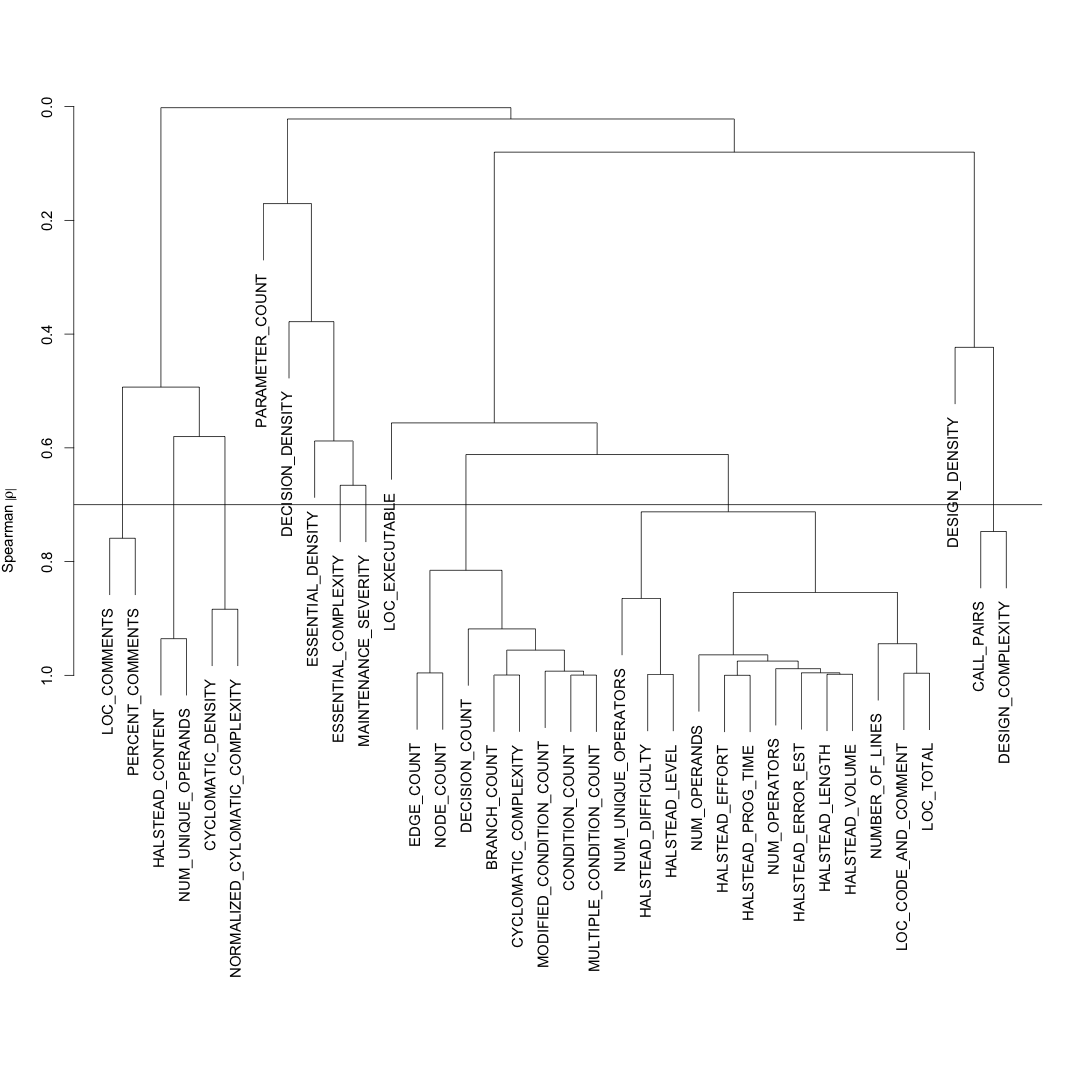 0.0
0.2
0.4
0.6
0.8
1.0
Spearman |ρ|
LOC_COMMENTS
PERCENT_COMMENTS
HALSTEAD_CONTENT
NUM_UNIQUE_OPERANDS
CYCLOMATIC_DENSITY
NORMALIZED_CYLOMATIC_COMPLEXITY
PARAMETER_COUNT
DECISION_DENSITY
ESSENTIAL_DENSITY
ESSENTIAL_COMPLEXITY
MAINTENANCE_SEVERITY
LOC_EXECUTABLE
EDGE_COUNT
NODE_COUNT
DECISION_COUNT
BRANCH_COUNT
CYCLOMATIC_COMPLEXITY
MODIFIED_CONDITION_COUNT
CONDITION_COUNT
MULTIPLE_CONDITION_COUNT
NUM_UNIQUE_OPERATORS
HALSTEAD_DIFFICULTY
HALSTEAD_LEVEL
NUM_OPERANDS
HALSTEAD_EFFORT
HALSTEAD_PROG_TIME
NUM_OPERATORS
HALSTEAD_ERROR_EST
HALSTEAD_LENGTH
HALSTEAD_VOLUME
NUMBER_OF_LINES
LOC_CODE_AND_COMMENT
LOC_TOTAL
DESIGN_DENSITY
CALL_PAIRS
DESIGN_COMPLEXITY